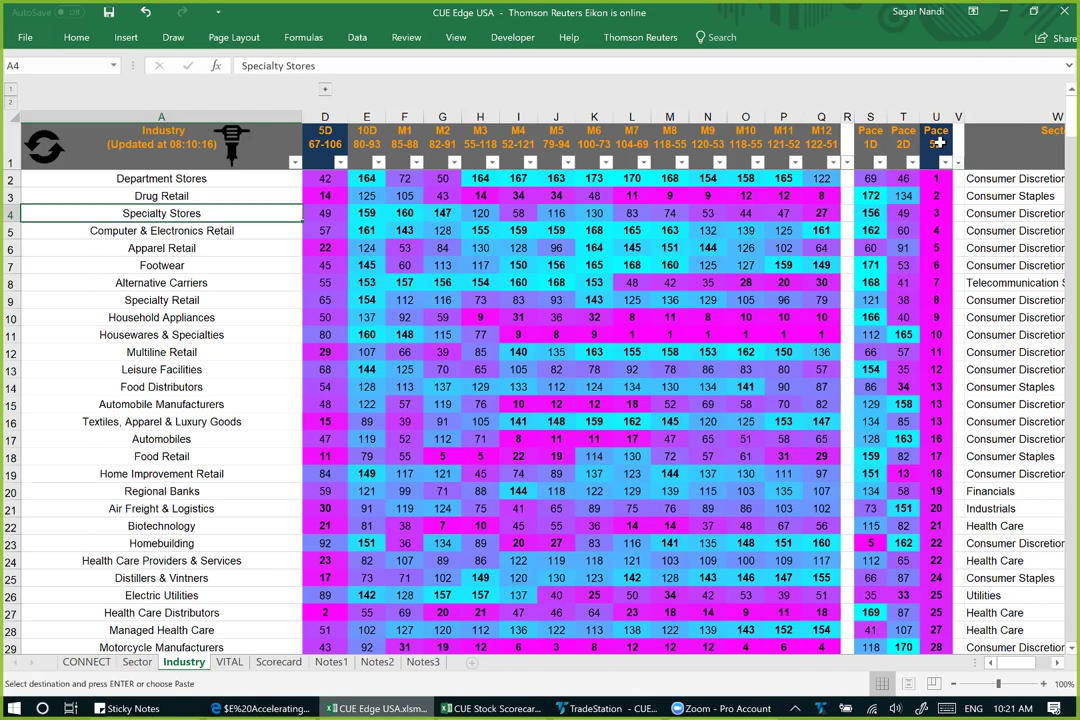 AutoSave Off CUE Edge USA - Thomson Reuters Eikon is online Sagar Nandi
File Home Insert Draw Page Layout Formulas Data Review View Developer Help Thomson Reuters Search Share
A4 fx Specialty Stores
1
2
A D E F G H I J K L M N O P Q R S T U V W
Industry 5D 10D M1 M2 M3 M4 M5 M6 M7 M8 M9 M10 M11 M12 Pace Pace Pace Sect
(Updated at 08:10:16) 67-106 80-93 85-88 82-91 55-118 52-121 79-94 100-73 104-69 118-55 120-53 118-55 121-52 122-51 1D 2D
1
2 Department Stores 42 164 72 50 164 167 163 173 170 168 154 158 165 122 69 46 1 Consumer Discretion
3 Drug Retail 14 125 105 43 14 34 34 48 11 9 9 12 12 8 172 134 2 Consumer Staples
4 Specialty Stores 49 159 160 147 120 58 116 130 83 74 53 44 47 27 156 49 3 Consumer Discretion
5 Computer & Electronics Retail 57 161 143 128 155 159 159 168 165 163 132 139 125 161 162 60 4 Consumer Discretion
6 Apparel Retail 22 124 53 84 130 128 96 164 145 151 144 126 102 64 60 91 5 Consumer Discretion
7 Footwear 45 145 60 113 117 150 156 165 168 160 125 127 159 149 171 53 6 Consumer Discretion
8 Alternative Carriers 55 153 157 156 154 160 168 153 48 42 35 28 20 30 168 41 7 Telecommunication S
9 Specialty Retail 65 154 112 116 73 83 93 143 125 136 129 105 96 79 121 38 8 Consumer Discretion
10 Household Appliances 50 137 92 59 9 31 36 32 8 11 8 10 10 10 166 40 9 Consumer Discretion
11 Housewares & Specialties 80 160 148 115 77 9 8 9 1 1 1 1 1 1 112 165 10 Consumer Discretion
12 Multiline Retail 29 107 66 39 85 140 135 163 155 158 153 162 150 136 66 57 11 Consumer Discretion
13 Leisure Facilities 68 144 125 70 65 105 82 78 92 78 86 83 80 57 154 35 12 Consumer Discretion
14 Food Distributors 54 128 113 137 129 133 112 124 134 130 134 141 90 87 86 34 13 Consumer Staples
15 Automobile Manufacturers 48 122 57 119 76 10 12 12 18 52 69 58 70 82 129 158 13 Consumer Discretion
16 Textiles, Apparel & Luxury Goods 15 89 39 91 105 141 148 159 162 145 120 125 153 147 134 85 13 Consumer Discretion
17 Automobiles 47 119 52 112 71 8 11 11 17 47 65 51 58 65 128 163 16 Consumer Discretion
18 Food Retail 11 79 55 5 5 22 19 114 130 82 57 61 31 29 159 82 17 Consumer Staples
19 Home Improvement Retail 84 149 117 121 45 74 89 137 123 144 137 130 111 97 151 13 18 Consumer Discretion
20 Regional Banks 59 121 99 71 88 144 118 122 129 139 115 103 135 107 134 58 19 Financials
21 Air Freight & Logistics 30 91 119 124 75 41 65 89 75 76 89 86 103 102 73 151 20 Industrials
22 Biotechnology 21 81 38 7 10 45 55 36 14 14 37 48 67 56 115 82 21 Health Care
23 Homebuilding 92 151 36 134 89 20 27 83 116 141 135 148 151 160 5 162 22 Consumer Discretion
24 Health Care Providers & Services 23 82 107 89 86 122 119 118 121 103 109 100 109 117 112 65 22 Health Care
25 Distillers & Vintners 17 73 71 102 149 120 130 123 142 128 143 146 147 155 66 87 24 Consumer Staples
26 Electric Utilities 89 142 128 157 157 137 40 25 50 34 42 53 39 51 35 33 25 Utilities
27 Health Care Distributors 2 55 69 20 21 47 46 64 23 18 14 9 11 18 169 87 25 Health Care
28 Managed Health Care 51 102 127 120 112 136 122 113 138 122 139 143 152 154 41 107 27 Health Care
29 Motorcycle Manufacturers 43 92 31 19 12 6 3 8 12 12 12 6 4 4 118 170 28 Consumer Discretion
CONNECT Sector Industry VITAL Scorecard Notes1 Notes2 Notes3
Select destination and press ENTER or choose Paste 100%
Sticky Notes $E%20Accelerating... CUE Edge USA.xlsm... CUE Stock Scorecar... TradeStation - CUE... Zoom - Pro Account ENG 10:21 AM